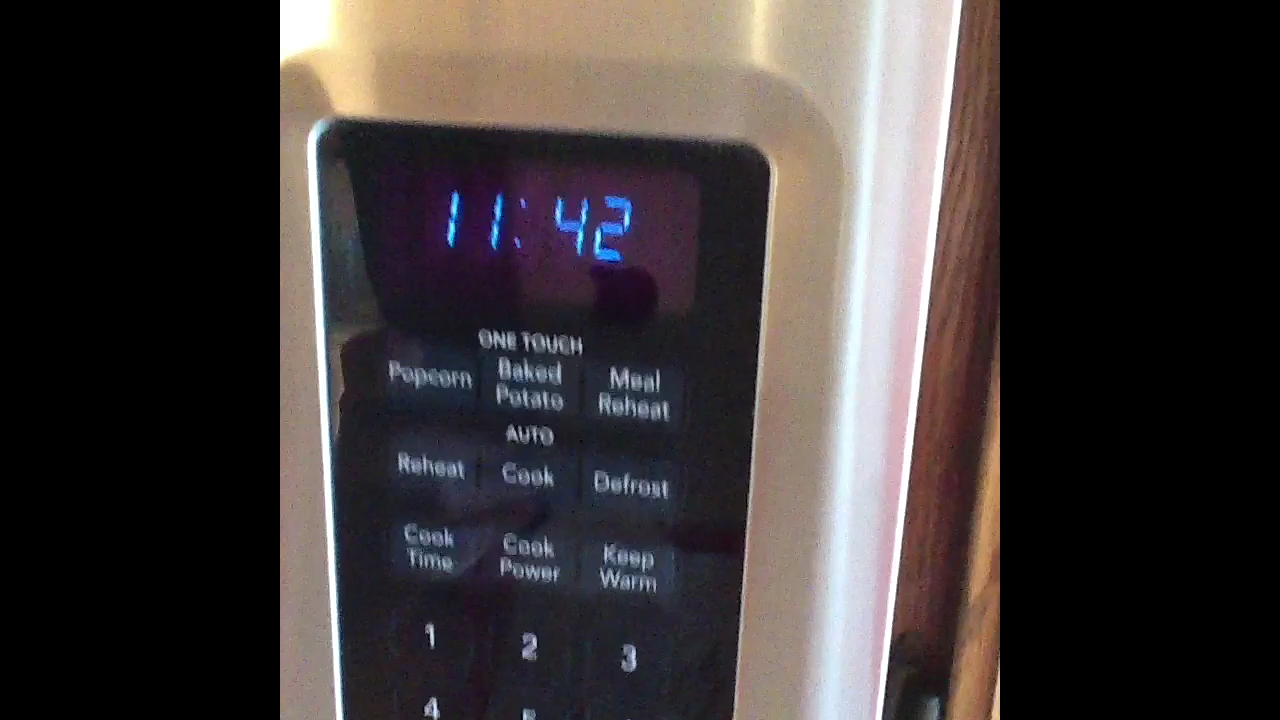 11:42
ONE TOUCH
Popcorn Baked Potato Meal Reheat
AUTO
Reheat Cook Defrost
Cook Time Cook Power Keep Warm
1 2 3
4